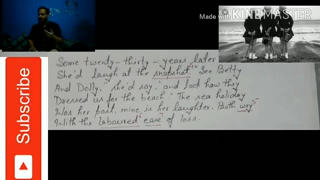 Made with
KINEMASTER
Some twenty-thirty-years later
She'd laugh at the snapshot "See Betty
And Dolly, she'd say, and look how they
Dressed us for the beach" The sea holiday
Was her past, mine is her laughter. Both wry
With the laboured ease of loss.
Subscribe